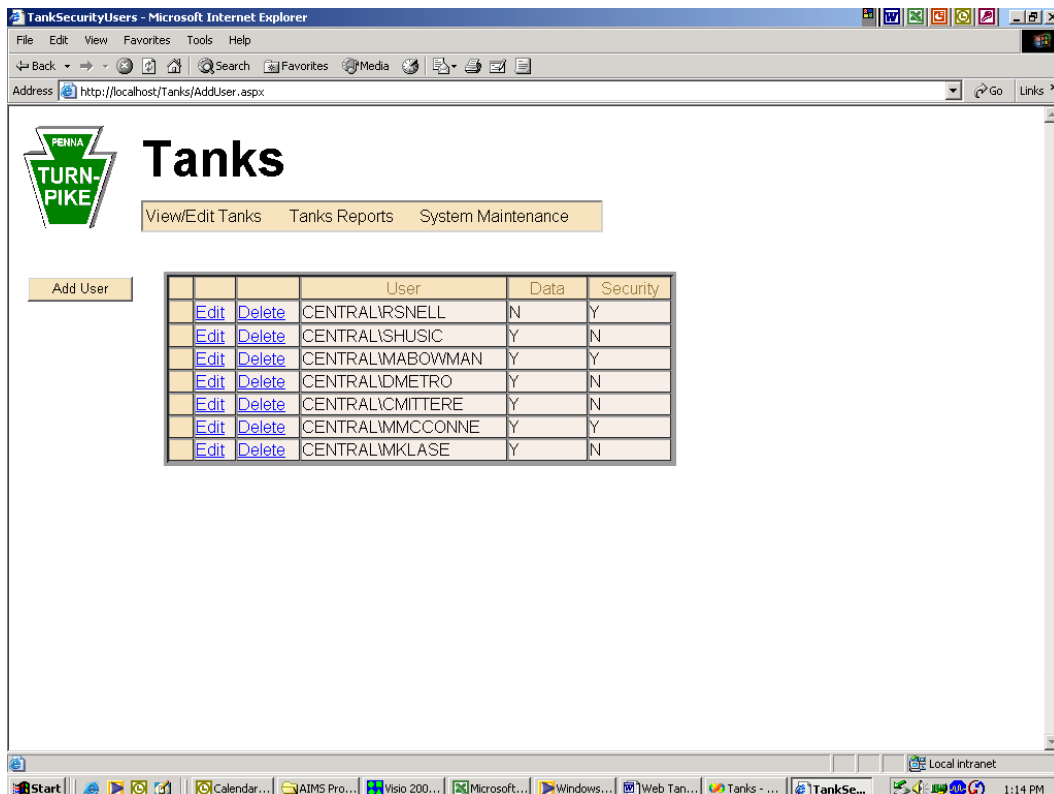 TankSecurityUsers - Microsoft Internet Explorer
File Edit View Favorites Tools Help
Back Search Favorites Media
Address http://localhost/Tanks/AddUser.aspx Go Links
PENNA
TURN-
PIKE
Tanks
View/Edit Tanks Tanks Reports System Maintenance
Add User
User Data Security
Edit Delete CENTRAL\RSNELL N Y
Edit Delete CENTRAL\SHUSIC Y N
Edit Delete CENTRAL\MABOWMAN Y Y
Edit Delete CENTRAL\DMETRO Y N
Edit Delete CENTRAL\CMITTERE Y N
Edit Delete CENTRAL\MMCCONNE Y Y
Edit Delete CENTRAL\MKLASE Y N
Local intranet
Start Calendar... AIMS Pro... Visio 200... Microsoft... Windows... Web Tan... Tanks - ... TankSe... 1:14 PM